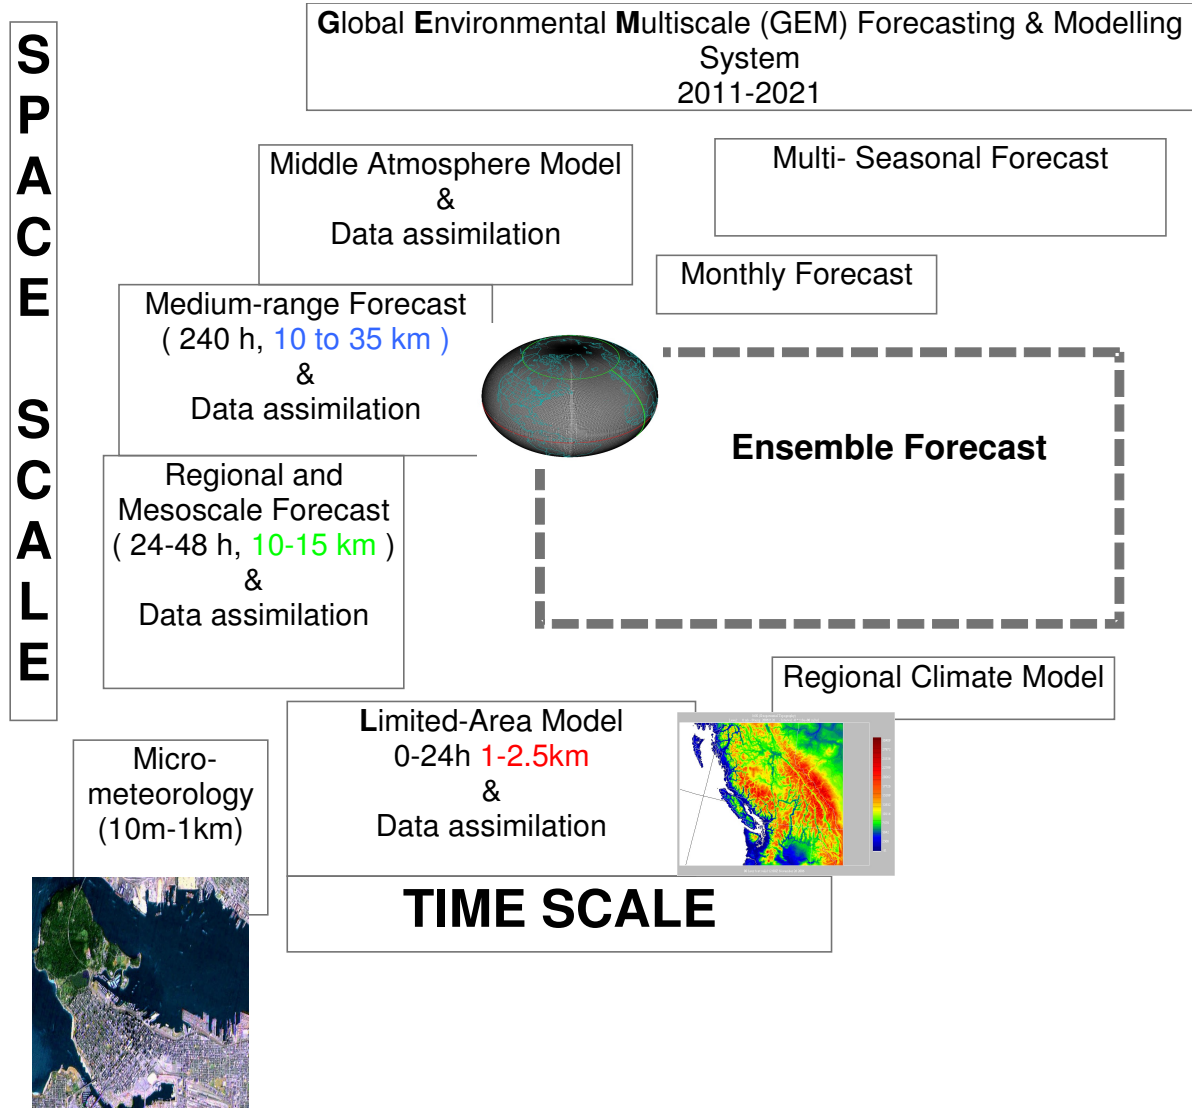 Global Environmental Multiscale (GEM) Forecasting & Modelling
System
2011-2021
SPACE SCALE
Middle Atmosphere Model
&
Data assimilation
Multi- Seasonal Forecast
Monthly Forecast
Medium-range Forecast
( 240 h, 10 to 35 km )
&
Data assimilation
Ensemble Forecast
Regional and
Mesoscale Forecast
( 24-48 h, 10-15 km )
&
Data assimilation
Regional Climate Model
Limited-Area Model
0-24h 1-2.5km
&
Data assimilation
Micro-
meteorology
(10m-1km)
TIME SCALE